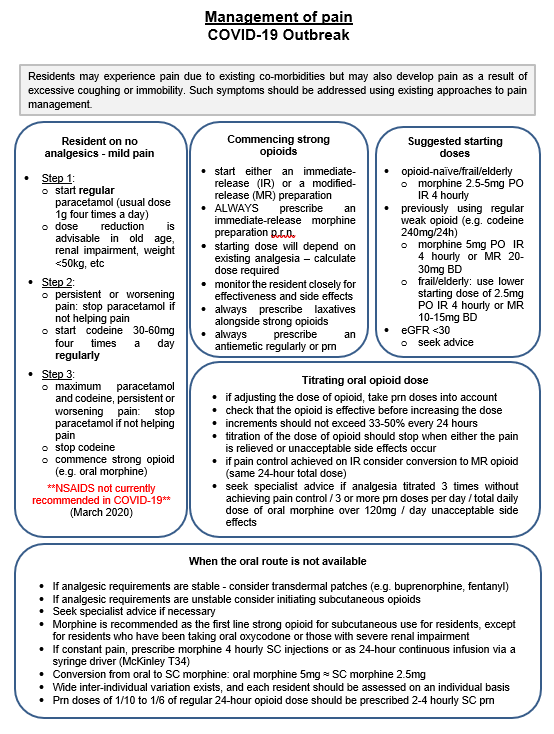 Management of pain
COVID-19 Outbreak
Residents may experience pain due to existing co-morbidities but may also develop pain as a result of
excessive coughing or immobility. Such symptoms should be addressed using existing approaches to pain
management.
Resident on no
analgesics - mild pain
• Step 1:
o start regular
paracetamol (usual dose
1g four times a day)
o dose reduction is
advisable in old age,
renal impairment, weight
<50kg, etc
• Step 2:
o persistent or worsening
pain: stop paracetamol if
not helping pain
o start codeine 30-60mg
four times a day
regularly
• Step 3:
o maximum paracetamol
and codeine, persistent or
worsening pain: stop
paracetamol if not helping
pain
o stop codeine
o commence strong opioid
(e.g. oral morphine)
**NSAIDS not currently
recommended in COVID-19**
(March 2020)
Commencing strong
opioids
• start either an immediate-
release (IR) or a modified-
release (MR) preparation
• ALWAYS prescribe an
immediate-release morphine
preparation p.r.n.
• starting dose will depend on
existing analgesia – calculate
dose required
• monitor the resident closely for
effectiveness and side effects
• always prescribe laxatives
alongside strong opioids
• always prescribe an
antiemetic regularly or prn
Suggested starting
doses
• opioid-naïve/frail/elderly
o morphine 2.5-5mg PO
IR 4 hourly
• previously using regular
weak opioid (e.g. codeine
240mg/24h)
o morphine 5mg PO IR
4 hourly or MR 20-
30mg BD
o frail/elderly: use lower
starting dose of 2.5mg
PO IR 4 hourly or MR
10-15mg BD
• eGFR <30
o seek advice
Titrating oral opioid dose
• if adjusting the dose of opioid, take prn doses into account
• check that the opioid is effective before increasing the dose
• increments should not exceed 33-50% every 24 hours
• titration of the dose of opioid should stop when either the pain
is relieved or unacceptable side effects occur
• if pain control achieved on IR consider conversion to MR opioid
(same 24-hour total dose)
• seek specialist advice if analgesia titrated 3 times without
achieving pain control / 3 or more prn doses per day / total daily
dose of oral morphine over 120mg / day unacceptable side
effects
When the oral route is not available
• If analgesic requirements are stable - consider transdermal patches (e.g. buprenorphine, fentanyl)
• If analgesic requirements are unstable consider initiating subcutaneous opioids
• Seek specialist advice if necessary
• Morphine is recommended as the first line strong opioid for subcutaneous use for residents, except
for residents who have been taking oral oxycodone or those with severe renal impairment
• If constant pain, prescribe morphine 4 hourly SC injections or as 24-hour continuous infusion via a
syringe driver (McKinley T34)
• Conversion from oral to SC morphine: oral morphine 5mg ≈ SC morphine 2.5mg
• Wide inter-individual variation exists, and each resident should be assessed on an individual basis
• Prn doses of 1/10 to 1/6 of regular 24-hour opioid dose should be prescribed 2-4 hourly SC prn